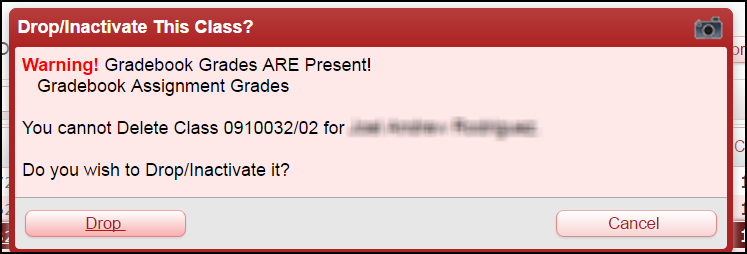 Drop/Inactivate This Class?
Warning! Gradebook Grades ARE Present!
Gradebook Assignment Grades
You cannot Delete Class 0910032/02 for
Do you wish to Drop/Inactivate it?
Drop
Cancel